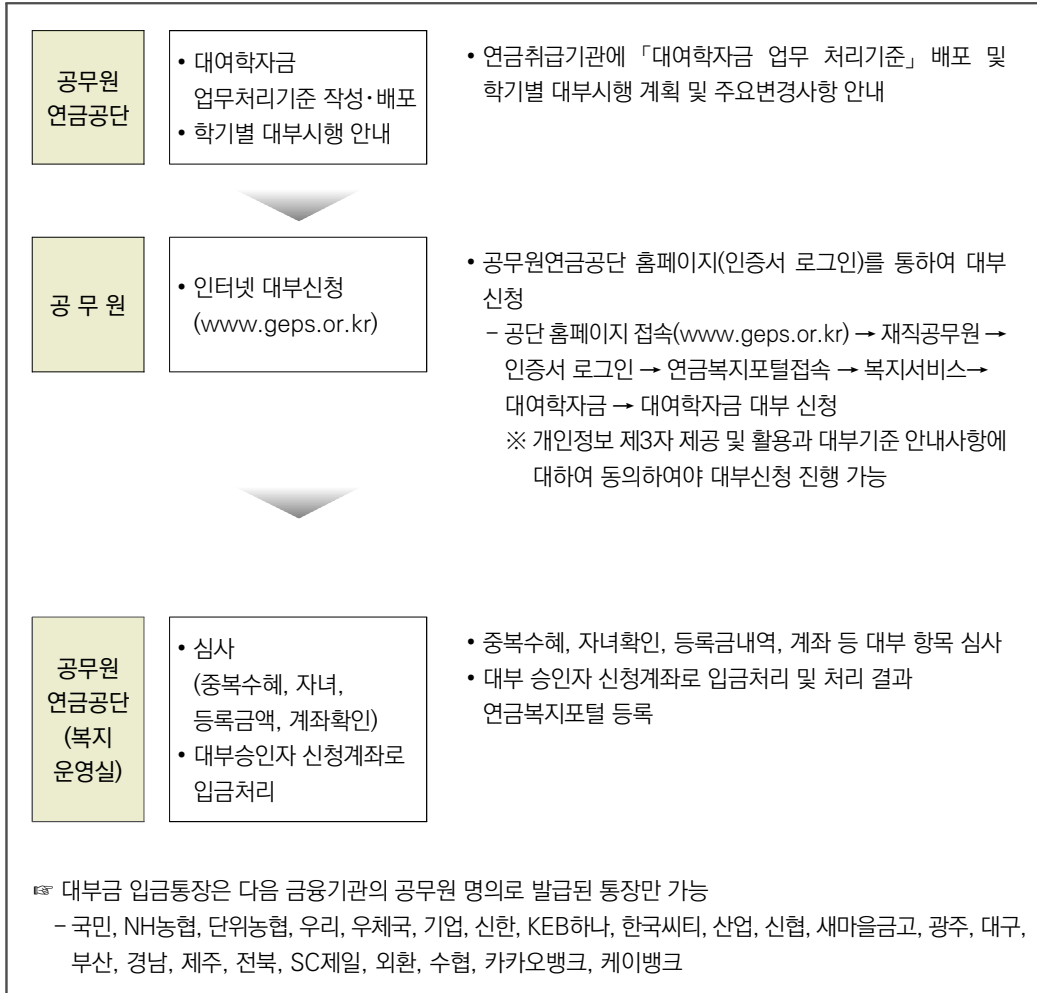 공무원
연금공단
• 대여학자금
업무처리기준 작성·배포
• 학기별 대부시행 안내
• 연금취급기관에 「대여학자금 업무 처리기준」 배포 및
학기별 대부시행 계획 및 주요변경사항 안내
공 무 원
• 인터넷 대부신청
(www.geps.or.kr)
• 공무원연금공단 홈페이지(인증서 로그인)를 통하여 대부
신청
- 공단 홈페이지 접속(www.geps.or.kr) → 재직공무원 →
인증서 로그인 → 연금복지포털접속 → 복지서비스→
대여학자금 → 대여학자금 대부 신청
※ 개인정보 제3자 제공 및 활용과 대부기준 안내사항에
대하여 동의하여야 대부신청 진행 가능
공무원
연금공단
(복지
운영실)
• 심사
(중복수혜, 자녀,
등록금액, 계좌확인)
• 대부승인자 신청계좌로
입금처리
• 중복수혜, 자녀확인, 등록금내역, 계좌 등 대부 항목 심사
• 대부 승인자 신청계좌로 입금처리 및 처리 결과
연금복지포털 등록
☞ 대부금 입금통장은 다음 금융기관의 공무원 명의로 발급된 통장만 가능
- 국민, NH농협, 단위농협, 우리, 우체국, 기업, 신한, KEB하나, 한국씨티, 산업, 신협, 새마을금고, 광주, 대구,
부산, 경남, 제주, 전북, SC제일, 외환, 수협, 카카오뱅크, 케이뱅크